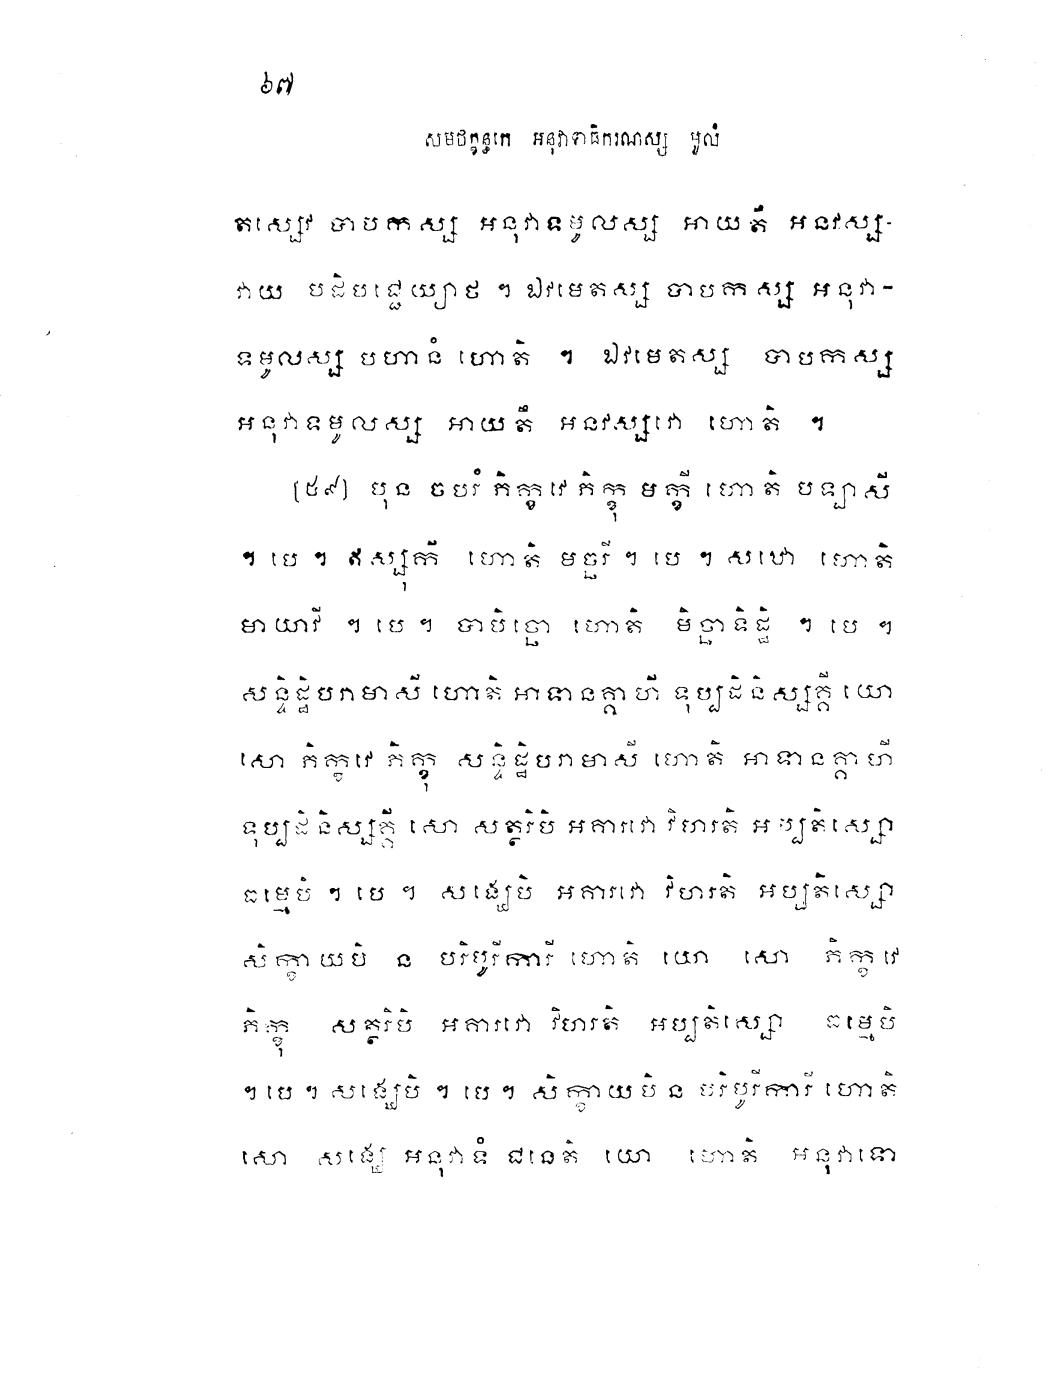 ៦៧
សមថក្ខន្ធកេ អនុវាទាធិករណស្ស មូលំ
តស្សេវ បាបកស្ស អនុវាទមូលស្ស អាយតឹ អនវស្ស-
វាយ បដិបជ្ជេយ្យាថ ។ ឯវមេតស្ស បាបកស្ស អនុវា-
ទមូលស្ស បហានំ ហោតិ ។ ឯវមេតស្ស បាបកស្ស
អនុវាទមូលស្ស អាយតឹ អនវស្សវោ ហោតិ ។
[៥៩] បុន ចបរំ ភិក្ខវេ ភិក្ខុ មក្ខី ហោតិ បឡាសី
។ បេ ។ ឥស្សុកី ហោតិ មច្ឆរី ។ បេ ។ សឋោ ហោតិ
មាយាវី ។ បេ ។ បាបិច្ឆោ ហោតិ មិច្ឆាទិដ្ឋិ ។ បេ ។
សន្ទិដ្ឋិបរាមាសី ហោតិ អាទានគ្គាហី ទុប្បដិនិស្សគ្គី យោ
សោ ភិក្ខវេ ភិក្ខុ សន្ទិដ្ឋិបរាមាសី ហោតិ អាទានគ្គាហី
ទុប្បដិនិស្សគ្គី សោ សត្ថរិបិ អគារវោ វិហរតិ អប្បតិស្សោ
ធម្មេបិ ។ បេ ។ សង្ឃេបិ អគារវោ វិហរតិ អប្បតិស្សោ
សិក្ខាយបិ ន បរិបូរីការី ហោតិ យោ សោ ភិក្ខវេ
ភិក្ខុ សត្ថរិបិ អគារវោ វិហរតិ អប្បតិស្សោ ធម្មេបិ
។ បេ ។ សង្ឃេបិ ។ បេ ។ សិក្ខាយបិ ន បរិបូរីការី ហោតិ
សោ សង្ឃេ អនុវាទំ ជនេតិ យោ ហោតិ អនុវាទោ